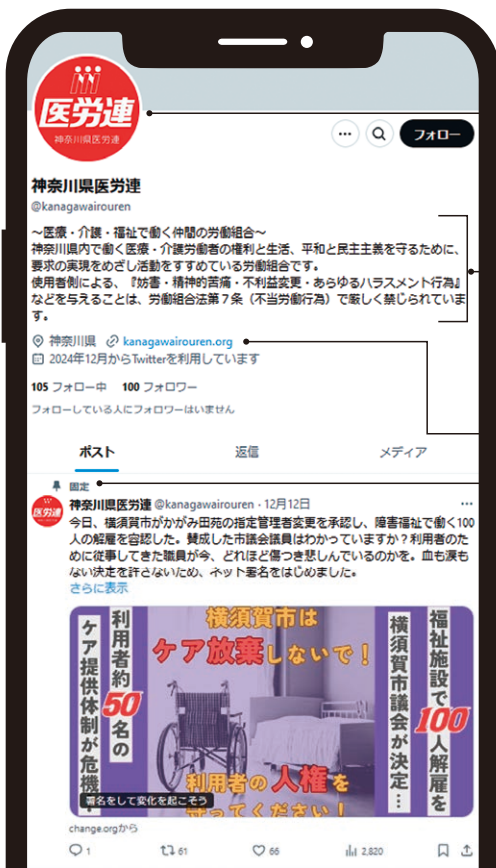 医労連
神奈川県医労連
フォロー
神奈川県医労連
@kanagawairouren
～医療・介護・福祉で働く仲間の労働組合～
神奈川県内で働く医療・介護労働者の権利と生活、平和と民主主義を守るために、
要求の実現をめざし活動をすすめている労働組合です。
使用者側による、『妨害・精神的苦痛・不利益変更・あらゆるハラスメント行為』
などを与えることは、労働組合法第７条（不当労働行為）で厳しく禁じられていま
す。
神奈川県 kanagawairouren.org
2024年12月からTwitterを利用しています
105 フォロー中 100 フォロワー
フォローしている人にフォロワーはいません
ポスト 返信 メディア
固定
医労連
神奈川県医労連 @kanagawairouren · 12月12日
今日、横須賀市がかがみ田苑の指定管理者変更を承認し、障害福祉で働く100
人の解雇を容認した。賛成した市議会議員はわかっていますか？利用者のた
めに従事してきた職員が今、どれほど傷つき悲しんでいるのかを。血も涙も
ない決定を許さないため、ネット署名をはじめました。
さらに表示
福祉施設で100人解雇を
横須賀市議会が決定…
横須賀市は
ケア放棄しないで！
利用者約50名の
ケア提供体制が危機！
利用者の人権を
守ってください！
署名をして変化を起こそう
change.orgから
1 61 66 2,820